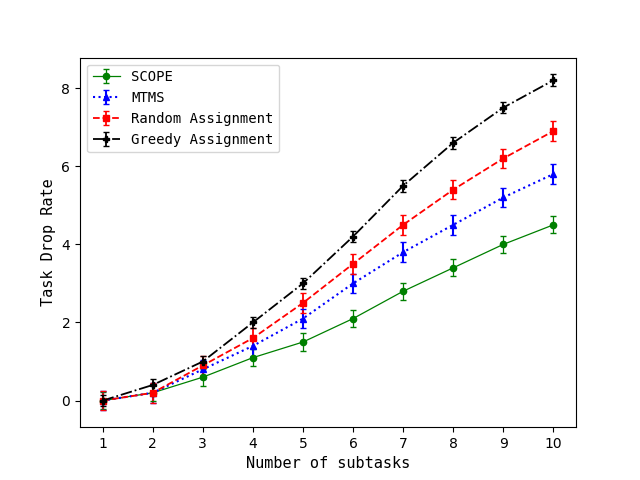 SCOPE
MTMS
Random Assignment
Greedy Assignment
Task Drop Rate
8
6
4
2
0
1 2 3 4 5 6 7 8 9 10
Number of subtasks